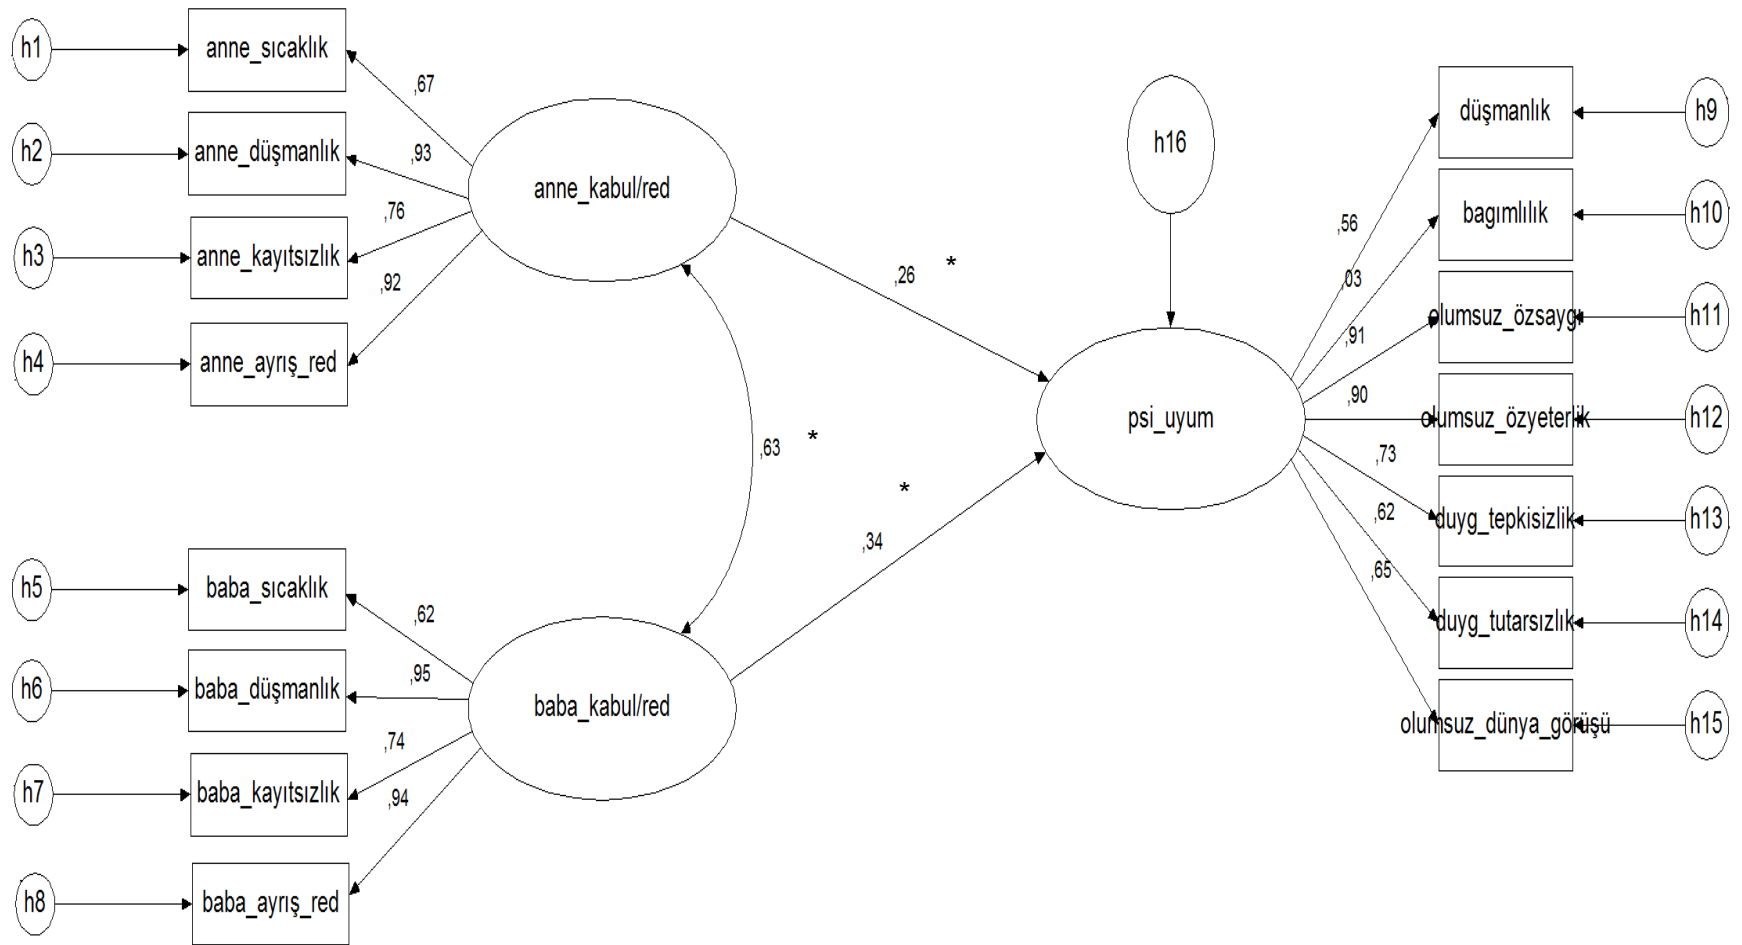 h1
anne_sıcaklık
,67
h2
anne_düşmanlık
,93
h3
anne_kayıtsızlık
,76
h4
anne_ayrış_red
,92
anne_kabul/red
,26
*
,63
*
*
,34
h5
baba_sıcaklık
,62
h6
baba_düşmanlık
,95
h7
baba_kayıtsızlık
,74
h8
baba_ayrış_red
,94
baba_kabul/red
h16
psi_uyum
,56
düşmanlık
h9
,03
bagımlılık
h10
,91
olumsuz_özsaygı
h11
,90
olumsuz_özyeterlik
h12
,73
duyg_tepkisizlik
h13
,62
duyg_tutarsızlık
h14
,65
olumsuz_dünya_görüşü
h15